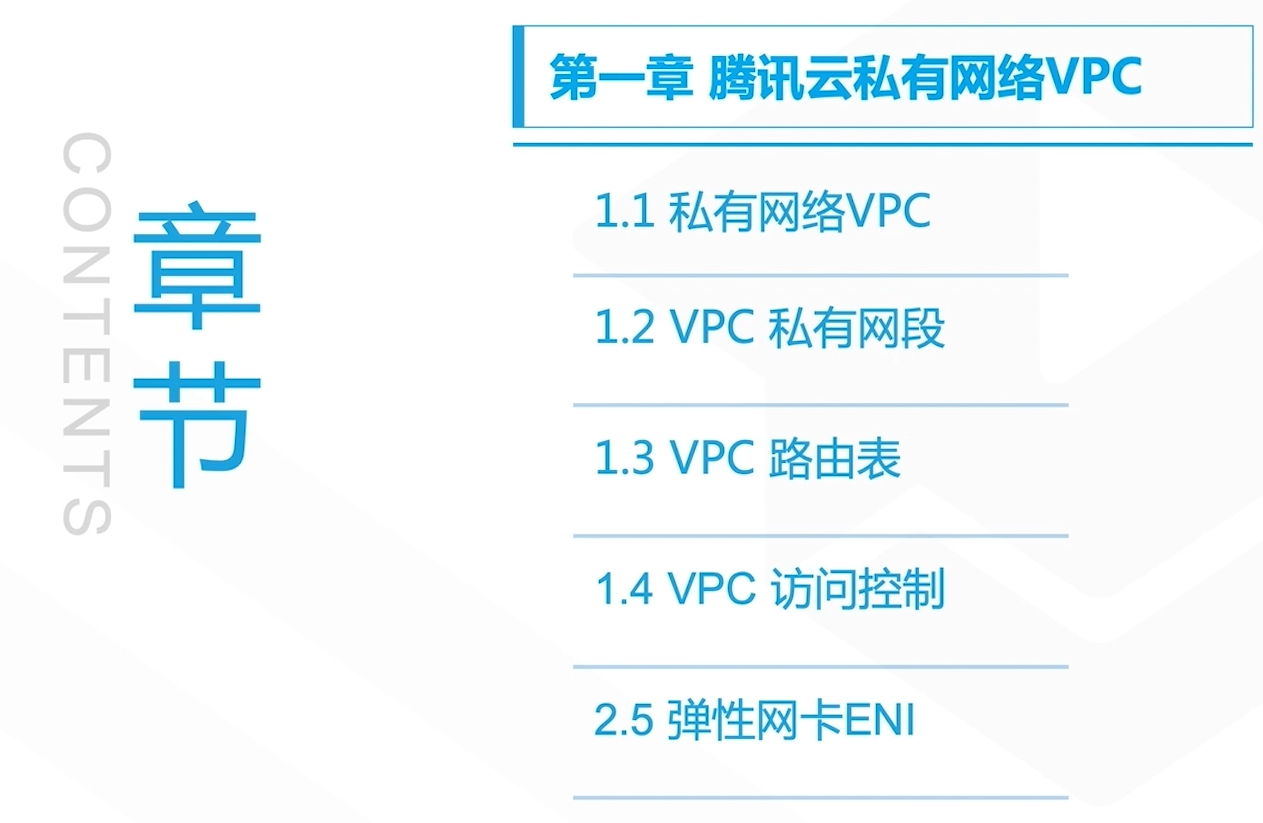 CONTENTS
章节
第一章 腾讯云私有网络VPC
1.1 私有网络VPC
1.2 VPC 私有网段
1.3 VPC 路由表
1.4 VPC 访问控制
2.5 弹性网卡ENI